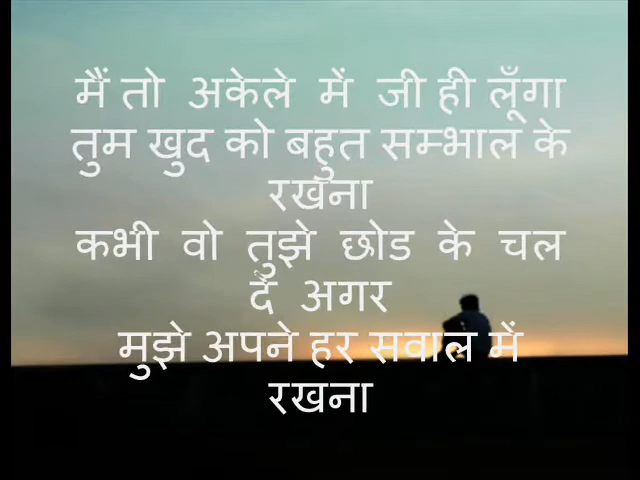 मैं तो अकेले में जी ही लूँगा
तुम खुद को बहुत सम्भाल के
रखना
कभी वो तुझे छोड के चल
दे अगर
मुझे अपने हर सवाल में
रखना